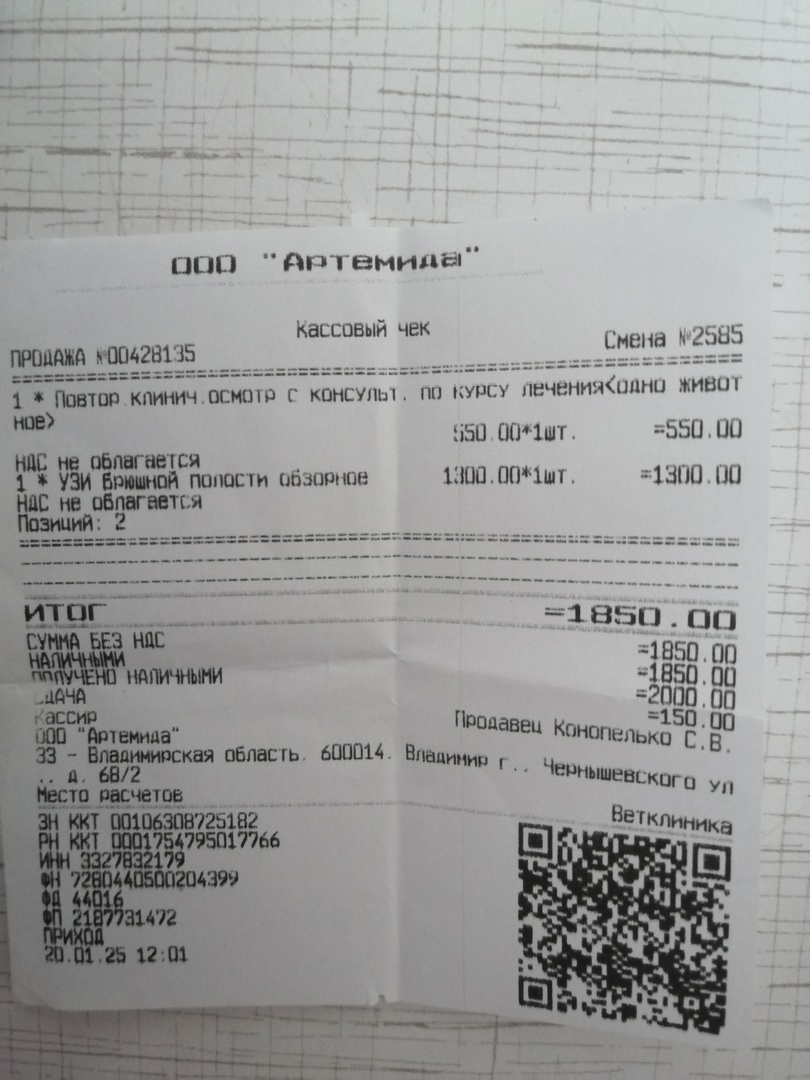 ООО "Артемида"
Кассовый чек
ПРОДАЖА №00428135 Смена №2585
1 * Повтор.клинич.осмотр с консульт. по курсу лечения<одно живот
ное>
550.00*1шт. =550.00
НДС не облагается
1 * УЗИ брюшной полости обзорное 1300.00*1шт. =1300.00
НДС не облагается
Позиций: 2
ИТОГ =1850.00
СУММА БЕЗ НДС =1850.00
НАЛИЧНЫМИ =1850.00
ПОЛУЧЕНО НАЛИЧНЫМИ =2000.00
СДАЧА =150.00
Кассир Продавец Конопелько С.В.
ООО "Артемида"
33 - Владимирская область, 600014, Владимир г., Чернышевского ул
., д. 68/2
Место расчетов Ветклиника
ЗН ККТ 00106308725182
РН ККТ 0001754795017766
ИНН 3327832179
ФН 7280440500204399
ФД 44016
ФП 2187731472
ПРИХОД
20.01.25 12:01